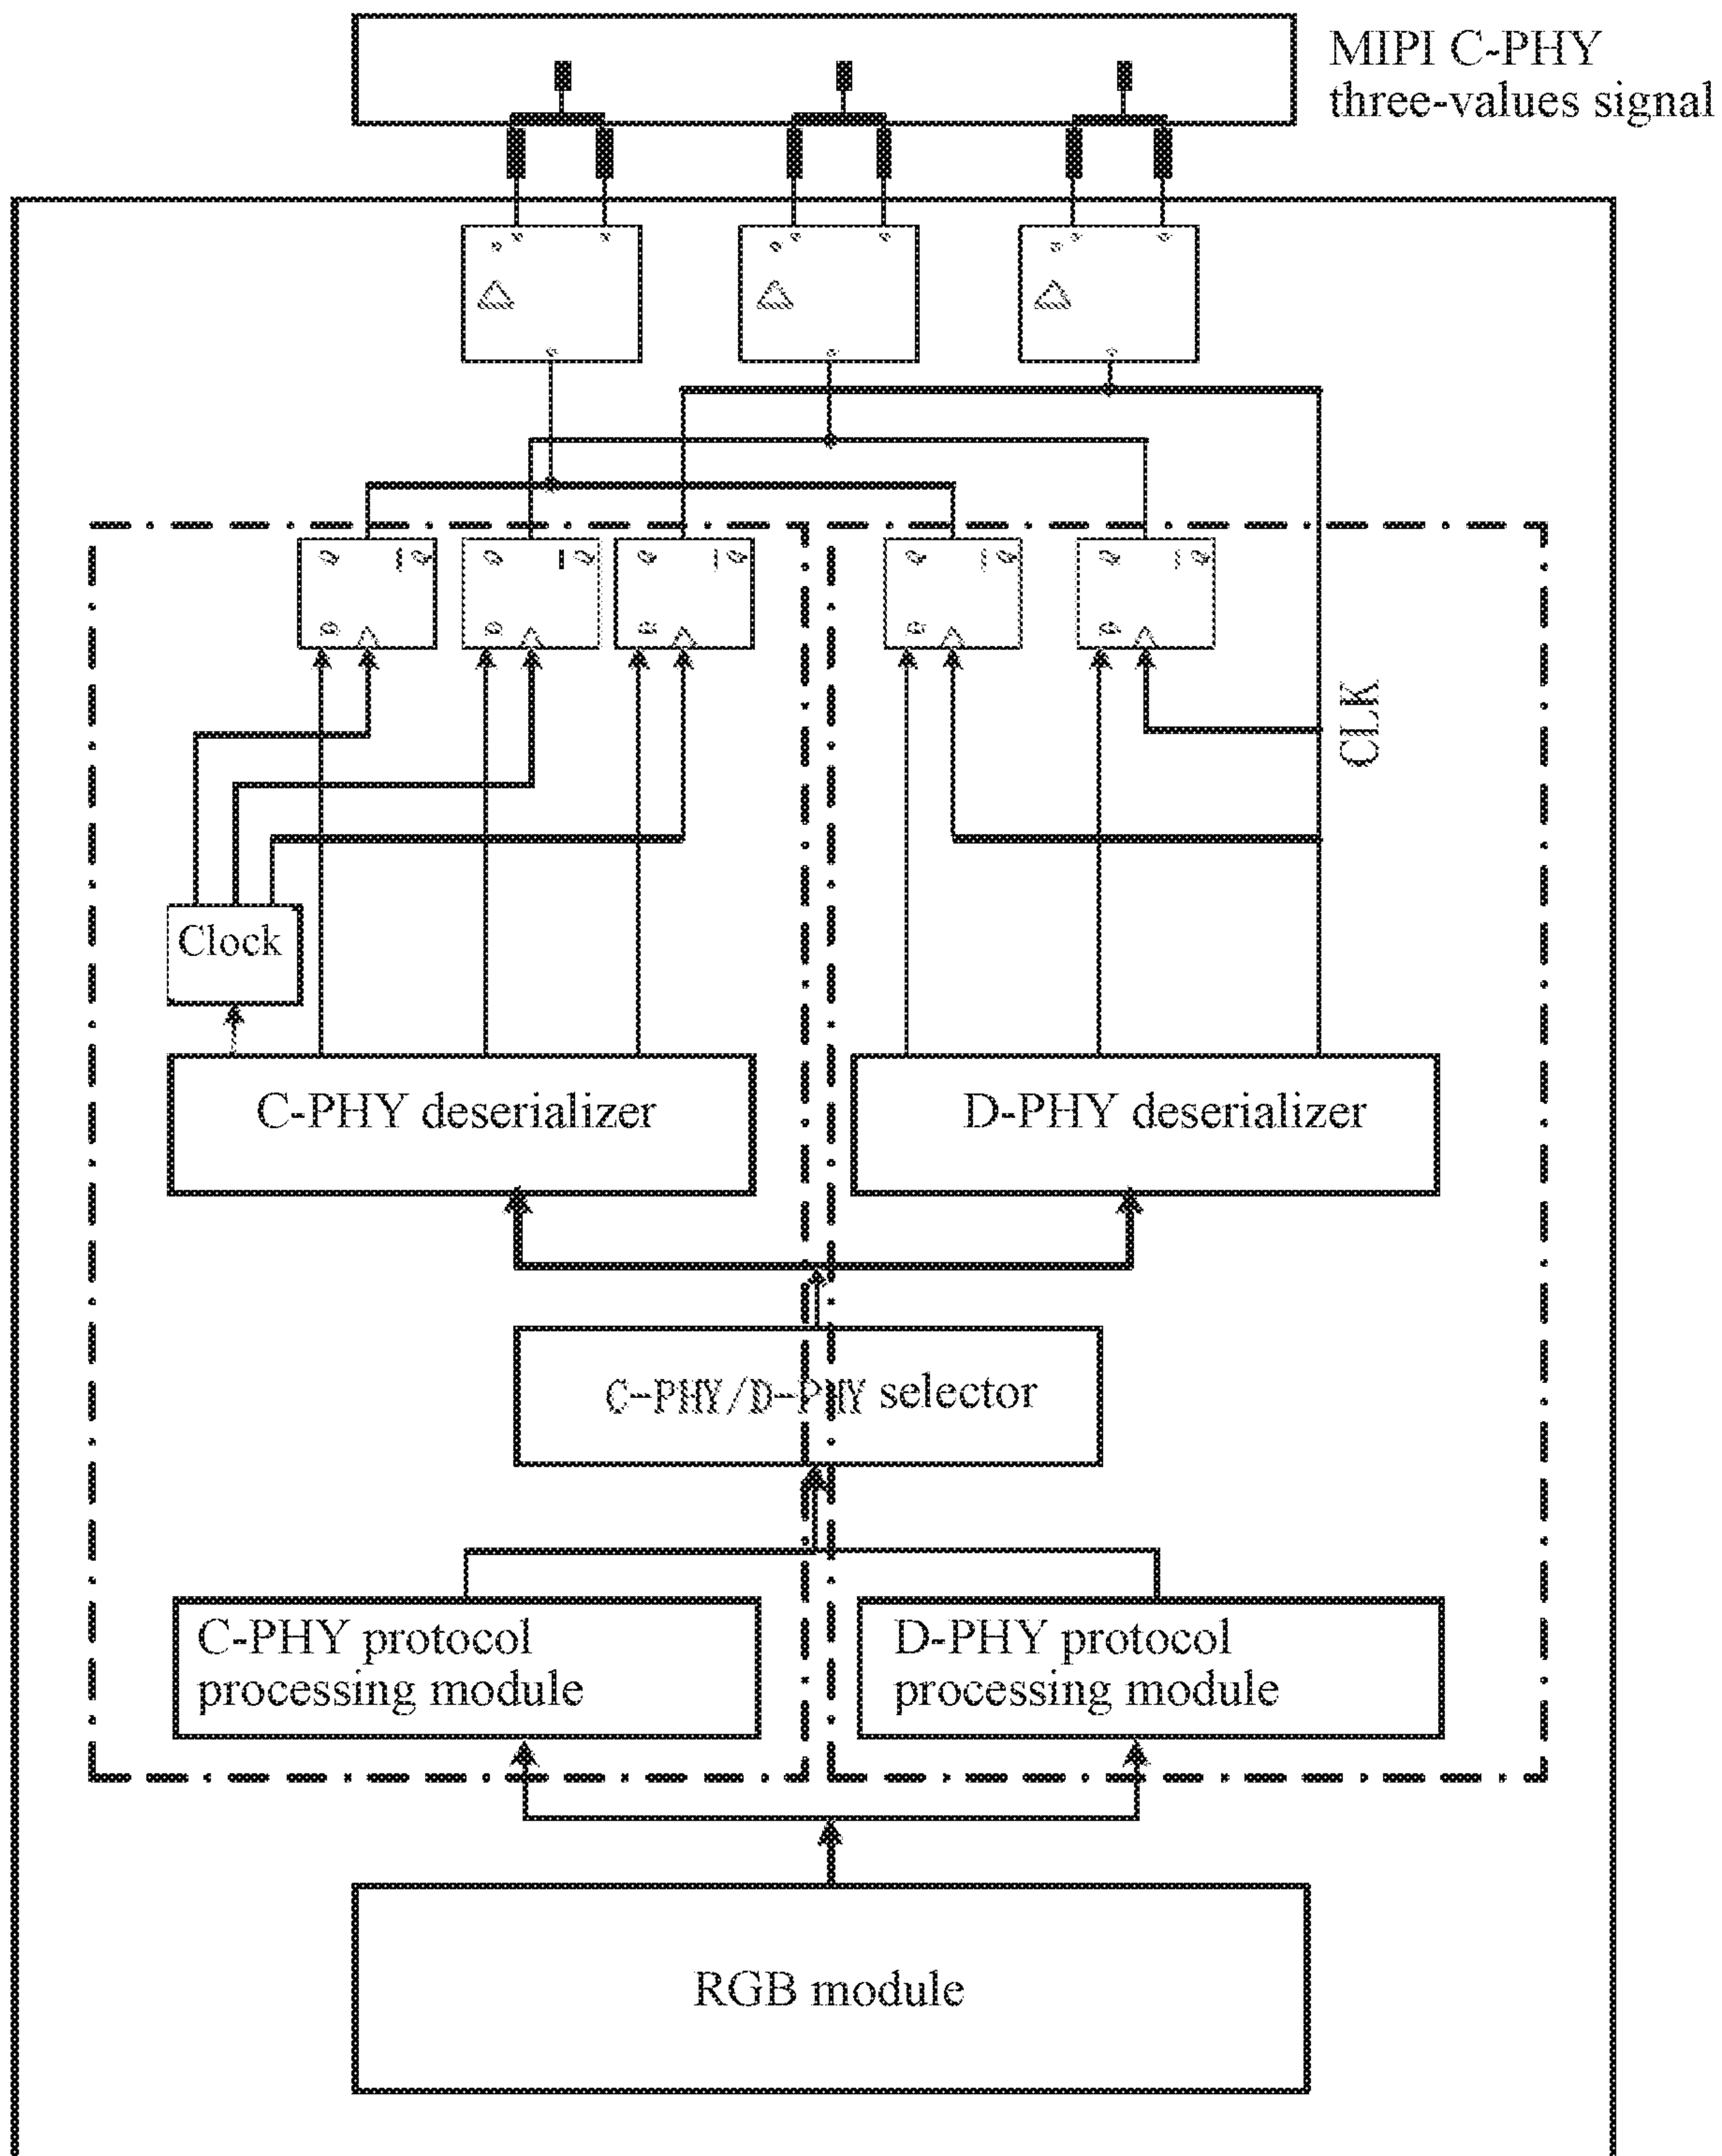 MIPI C-PHY
three-values signal
Q Q Q Q Q Q Q Q Q Q
D D D D D
CLK
Clock
C-PHY deserializer
D-PHY deserializer
C-PHY/D-PHY selector
C-PHY protocol
processing module
D-PHY protocol
processing module
RGB module